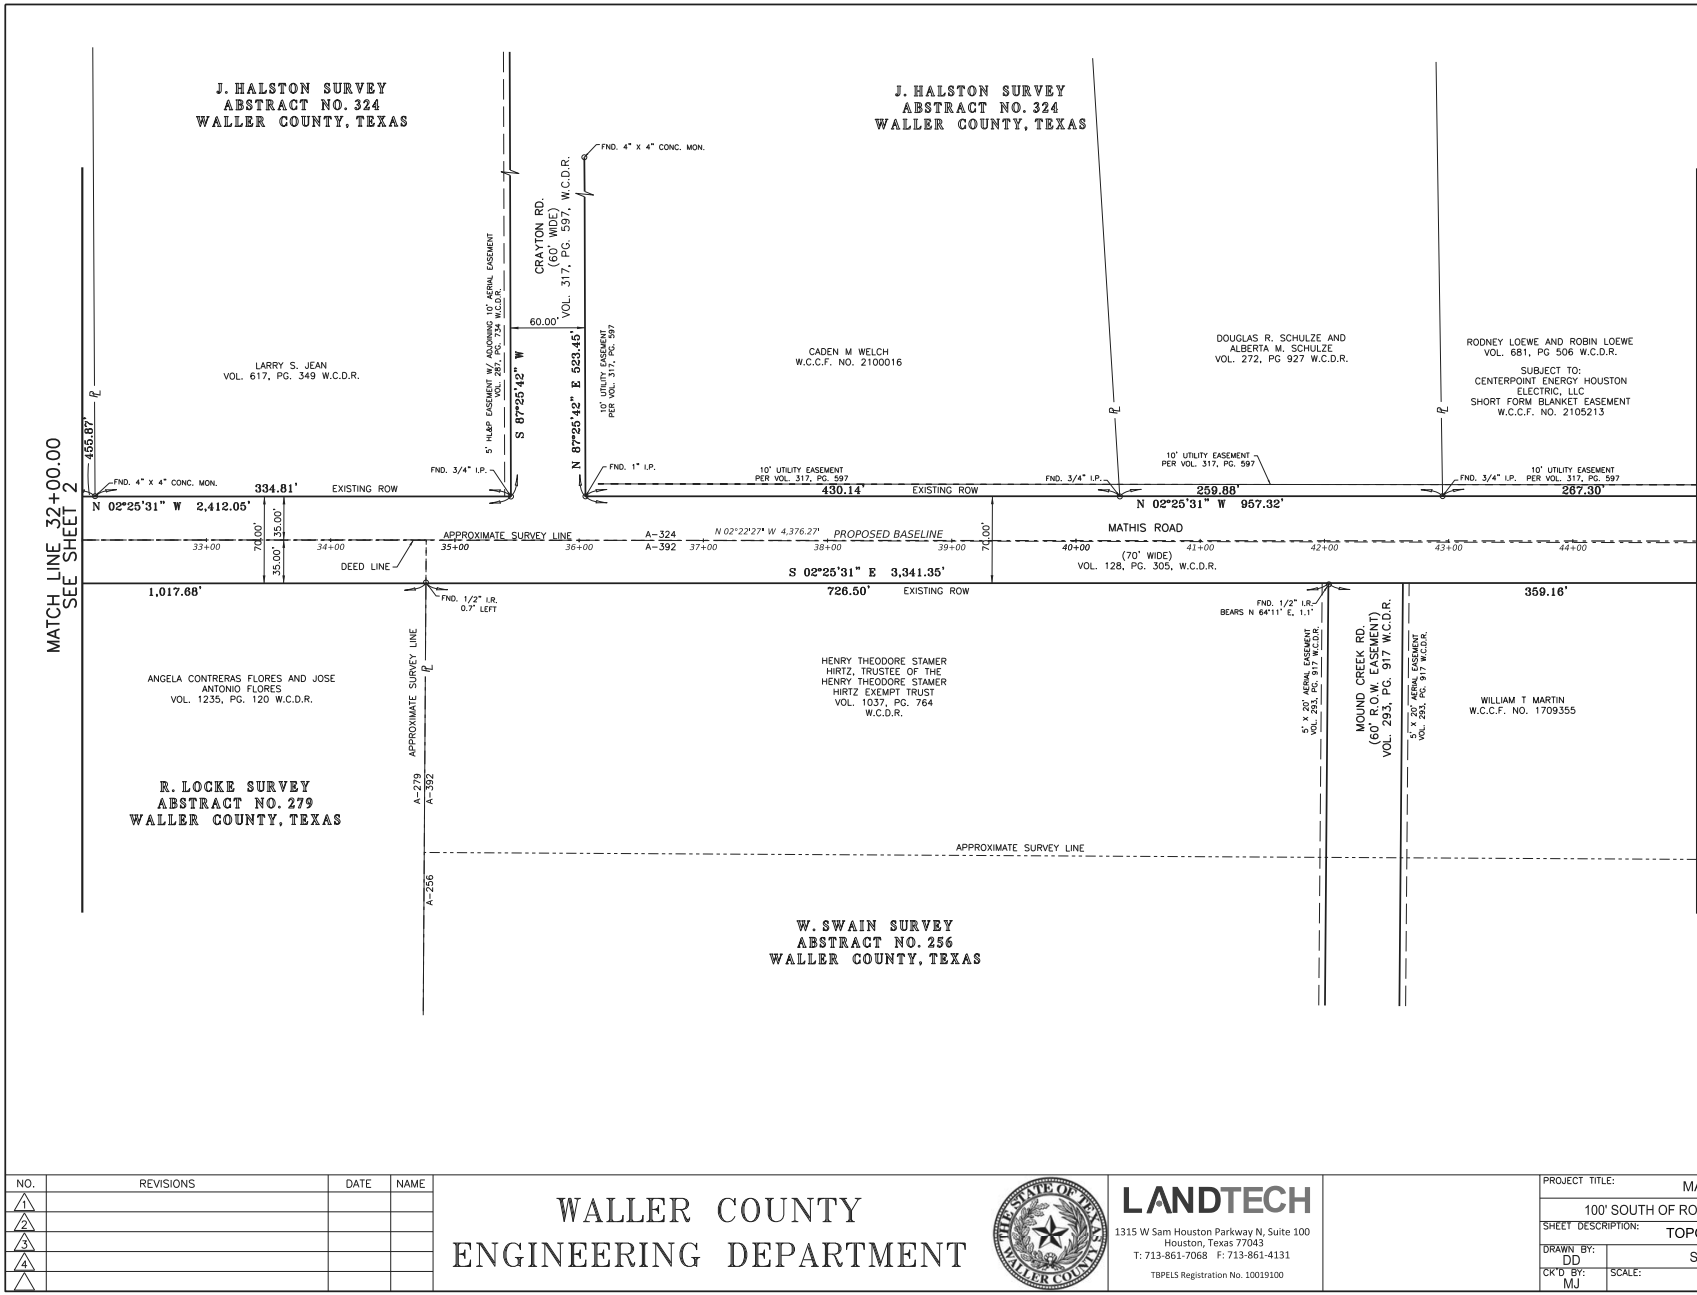 J. HALSTON SURVEY
ABSTRACT NO. 324
WALLER COUNTY, TEXAS
J. HALSTON SURVEY
ABSTRACT NO. 324
WALLER COUNTY, TEXAS
FND. 4" X 4" CONC. MON.
CRAYTON RD.
(60' WIDE)
VOL. 317, PG. 597, W.C.D.R.
5' HL&P EASEMENT W/ ADJOINING 10' AERIAL EASEMENT
VOL. 287, PG. 734 W.C.D.R.
S 87°25'42" W
60.00'
N 87°25'42" E 523.45'
10' UTILITY EASEMENT
PER VOL. 317, PG. 597
LARRY S. JEAN
VOL. 617, PG. 349 W.C.D.R.
CADEN M WELCH
W.C.C.F. NO. 2100016
DOUGLAS R. SCHULZE AND
ALBERTA M. SCHULZE
VOL. 272, PG 927 W.C.D.R.
RODNEY LOEWE AND ROBIN LOEWE
VOL. 681, PG 506 W.C.D.R.
SUBJECT TO:
CENTERPOINT ENERGY HOUSTON
ELECTRIC, LLC
SHORT FORM BLANKET EASEMENT
W.C.C.F. NO. 2105213
PL
PL
PL
MATCH LINE 32+00.00
SEE SHEET 2
455.87'
FND. 4" X 4" CONC. MON.
FND. 3/4" I.P.
FND. 1" I.P.
10' UTILITY EASEMENT
PER VOL. 317, PG. 597
FND. 3/4" I.P.
10' UTILITY EASEMENT
PER VOL. 317, PG. 597
FND. 3/4" I.P.
10' UTILITY EASEMENT
PER VOL. 317, PG. 597
334.81'
EXISTING ROW
430.14'
EXISTING ROW
259.88'
267.30'
N 02°25'31" W 2,412.05'
N 02°25'31" W 957.32'
70.00'
35.00'
35.00'
70.00'
APPROXIMATE SURVEY LINE
A-324
A-392
N 02°22'27" W 4,376.27'
PROPOSED BASELINE
MATHIS ROAD
(70' WIDE)
VOL. 128, PG. 305, W.C.D.R.
33+00
34+00
35+00
36+00
37+00
38+00
39+00
40+00
41+00
42+00
43+00
44+00
DEED LINE
S 02°25'31" E 3,341.35'
1,017.68'
726.50'
EXISTING ROW
359.16'
FND. 1/2" I.R.
0.7' LEFT
FND. 1/2" I.R.
BEARS N 64°11' E, 1.1'
APPROXIMATE SURVEY LINE
PL
A-279
A-392
A-256
ANGELA CONTRERAS FLORES AND JOSE
ANTONIO FLORES
VOL. 1235, PG. 120 W.C.D.R.
HENRY THEODORE STAMER
HIRTZ, TRUSTEE OF THE
HENRY THEODORE STAMER
HIRTZ EXEMPT TRUST
VOL. 1037, PG. 764
W.C.D.R.
5' X 20' AERIAL EASEMENT
VOL. 293, PG. 917 W.C.D.R.
MOUND CREEK RD.
(60' R.O.W. EASEMENT)
VOL. 293, PG. 917 W.C.D.R.
5' X 20' AERIAL EASEMENT
VOL. 293, PG. 917 W.C.D.R.
WILLIAM T MARTIN
W.C.C.F. NO. 1709355
R. LOCKE SURVEY
ABSTRACT NO. 279
WALLER COUNTY, TEXAS
APPROXIMATE SURVEY LINE
W. SWAIN SURVEY
ABSTRACT NO. 256
WALLER COUNTY, TEXAS
NO. REVISIONS DATE NAME
1
2
3
4
WALLER COUNTY
ENGINEERING DEPARTMENT
THE STATE OF TEXAS
WALLER COUNTY
LANDTECH
1315 W Sam Houston Parkway N, Suite 100
Houston, Texas 77043
T: 713-861-7068 F: 713-861-4131
TBPELS Registration No. 10019100
PROJECT TITLE: MA
100' SOUTH OF RO
SHEET DESCRIPTION: TOPO
DRAWN BY:
DD
S
CK'D BY:
MJ
SCALE: